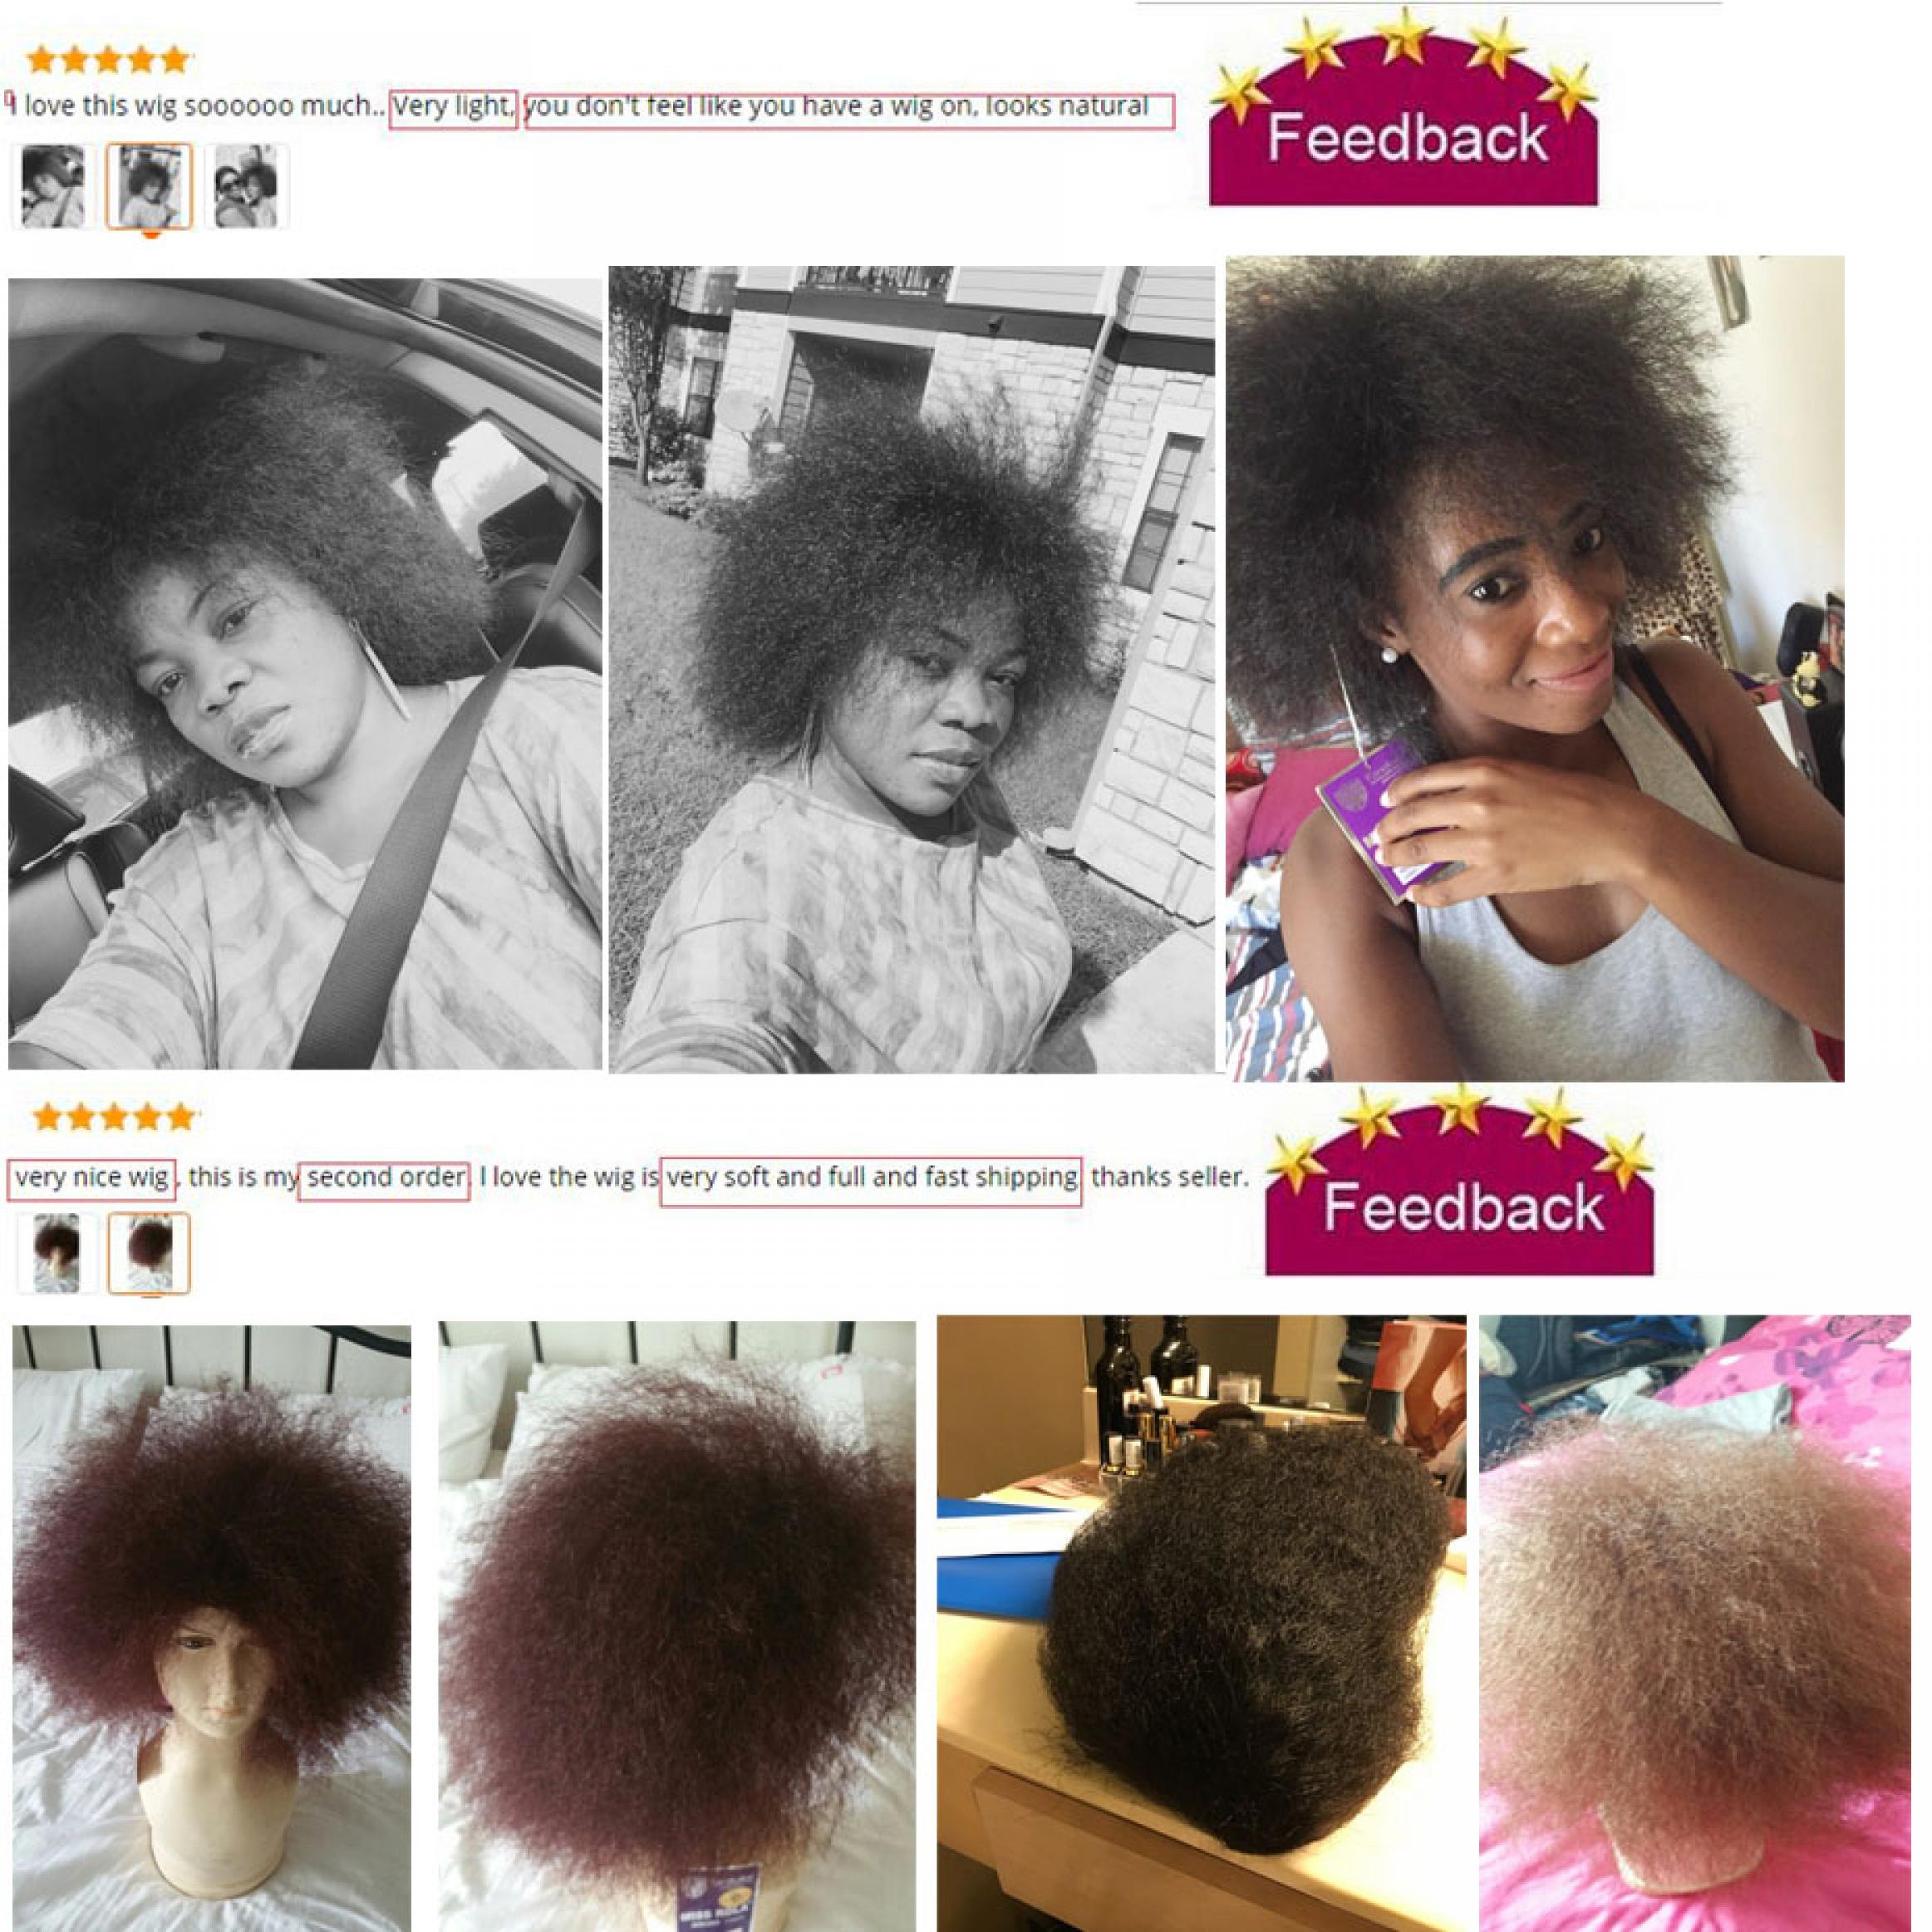 I love this wig soooooo much.. Very light, you don't feel like you have a wig on, looks natural
Feedback
very nice wig, this is my second order. I love the wig is very soft and full and fast shipping, thanks seller.
Feedback
MISS ROLA